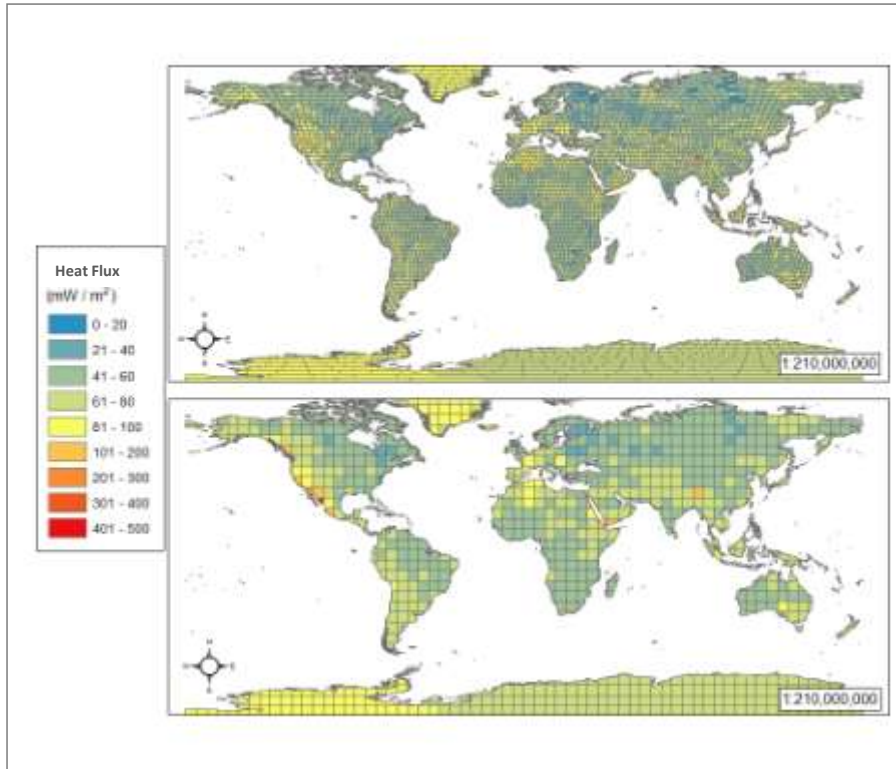 Heat Flux
(mW / m²)
0 - 20
21 - 40
41 - 60
61 - 80
81 - 100
101 - 200
201 - 300
301 - 400
401 - 500
1:210,000,000
1:210,000,000